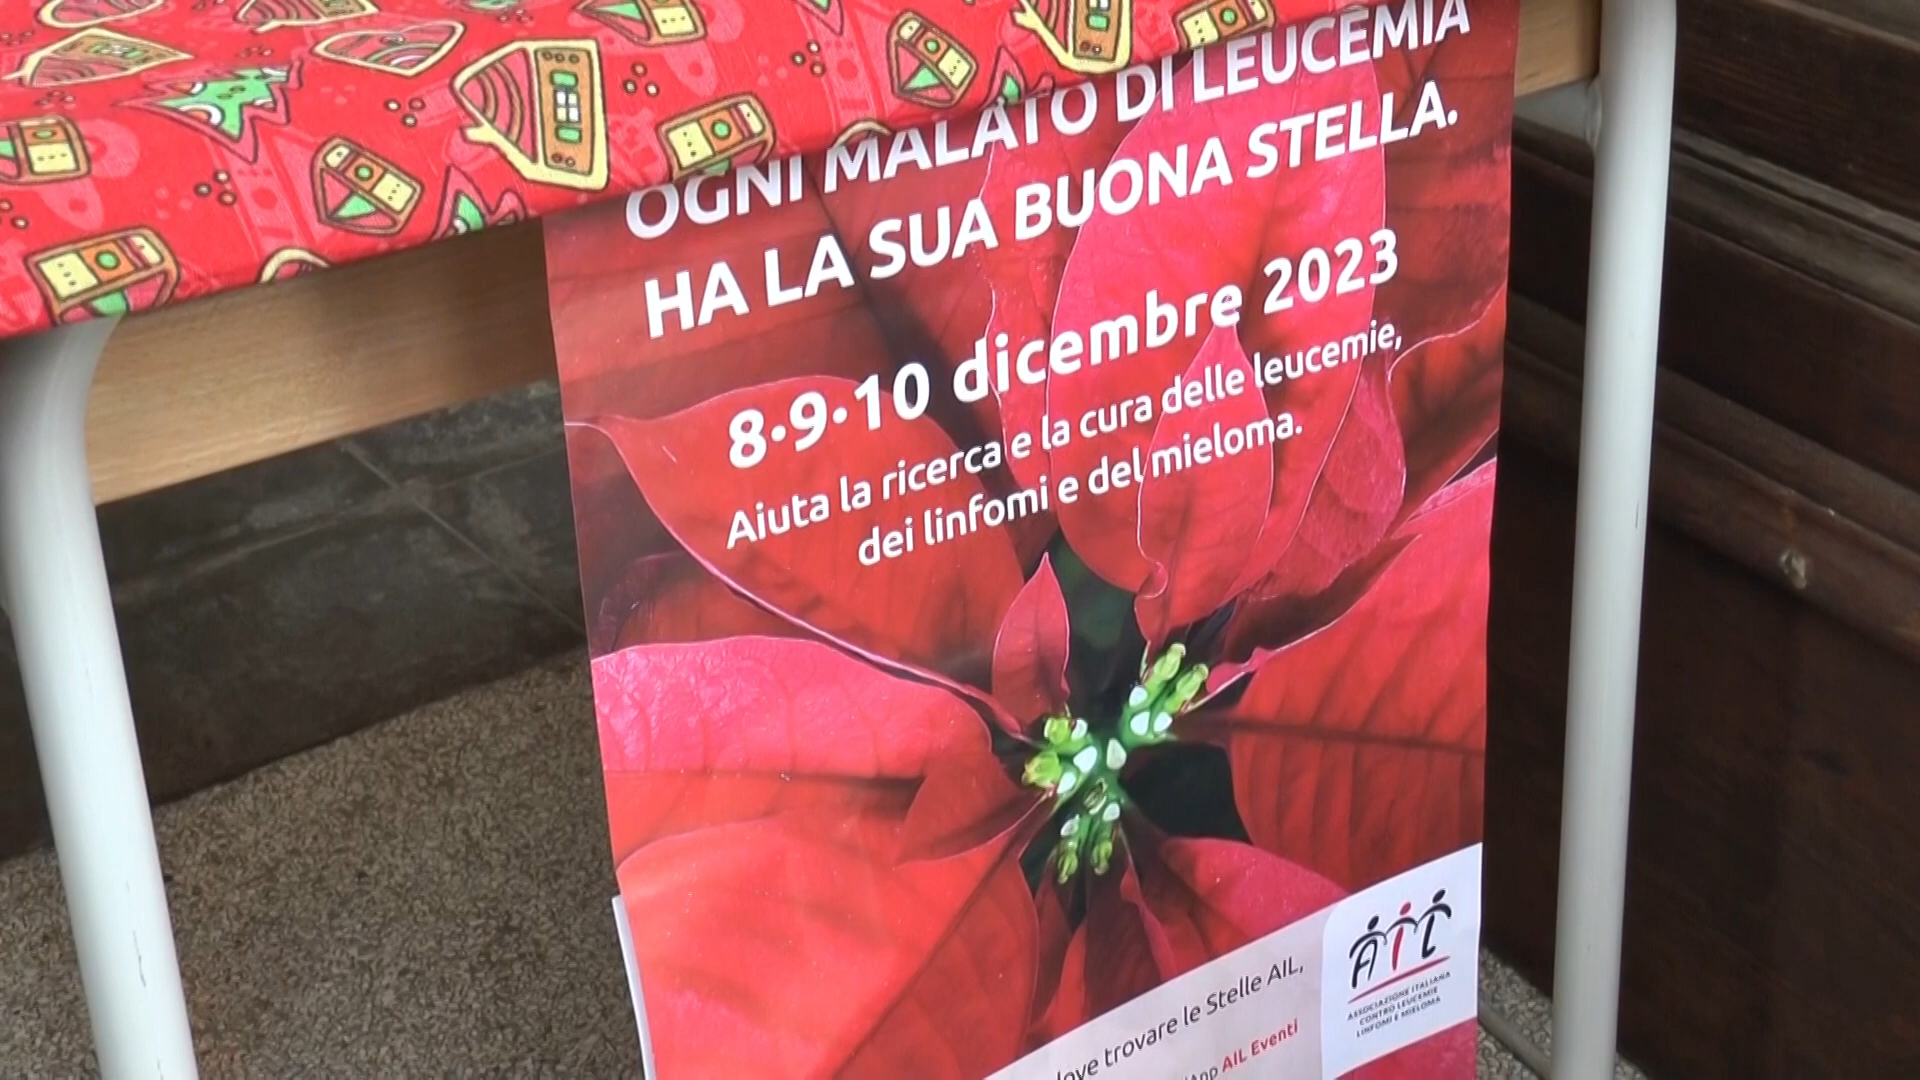 OGNI MALATO DI LEUCEMIA
HA LA SUA BUONA STELLA.
8•9•10 dicembre 2023
Aiuta la ricerca e la cura delle leucemie,
dei linfomi e del mieloma.
dove trovare le Stelle AIL,
AIL Eventi
AIL
ASSOCIAZIONE ITALIANA
CONTRO LEUCEMIE
LINFOMI E MIELOMA